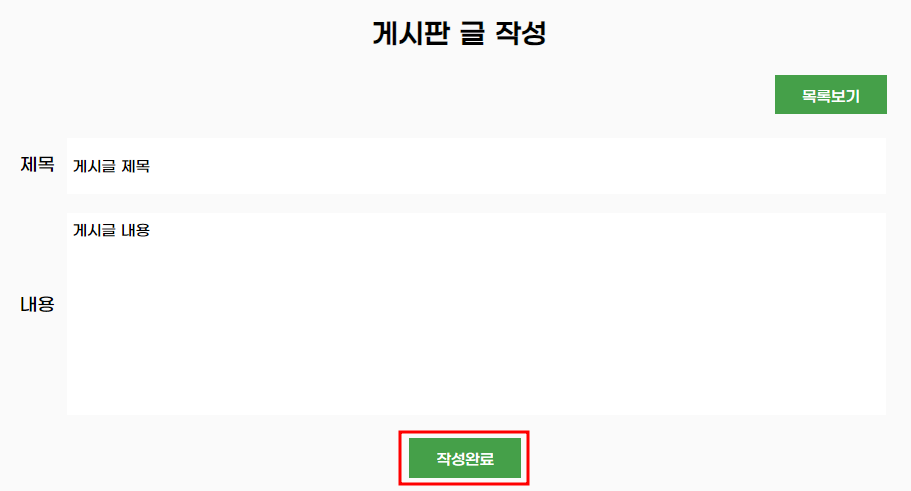 게시판 글 작성
목록보기
제목
게시글 제목
게시글 내용
내용
작성완료